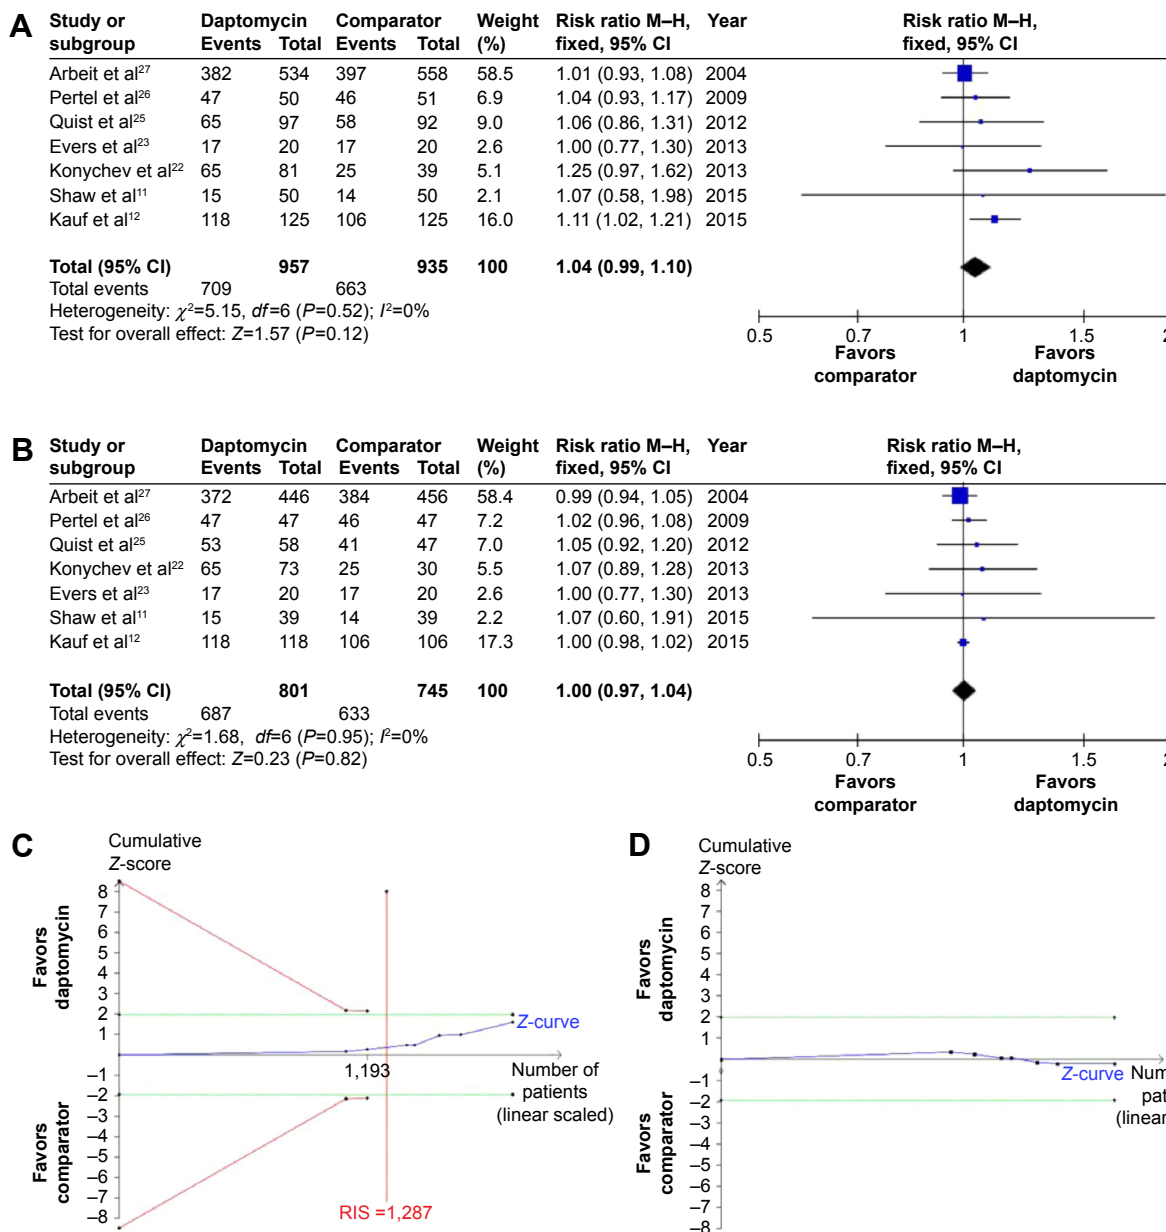 A
Study or subgroup Daptomycin Events Total Comparator Events Total Weight (%) Risk ratio M–H, fixed, 95% CI Year Risk ratio M–H, fixed, 95% CI
Arbeit et al27 382 534 397 558 58.5 1.01 (0.93, 1.08) 2004
Pertel et al26 47 50 46 51 6.9 1.04 (0.93, 1.17) 2009
Quist et al25 65 97 58 92 9.0 1.06 (0.86, 1.31) 2012
Evers et al23 17 20 17 20 2.6 1.00 (0.77, 1.30) 2013
Konychev et al22 65 81 25 39 5.1 1.25 (0.97, 1.62) 2013
Shaw et al11 15 50 14 50 2.1 1.07 (0.58, 1.98) 2015
Kauf et al12 118 125 106 125 16.0 1.11 (1.02, 1.21) 2015
Total (95% CI) 957 935 100 1.04 (0.99, 1.10)
Total events 709 663
Heterogeneity: χ2=5.15, df=6 (P=0.52); I2=0%
Test for overall effect: Z=1.57 (P=0.12)
0.5 0.7 1 1.5 2
Favors comparator Favors daptomycin
B
Study or subgroup Daptomycin Events Total Comparator Events Total Weight (%) Risk ratio M–H, fixed, 95% CI Year Risk ratio M–H, fixed, 95% CI
Arbeit et al27 372 446 384 456 58.4 0.99 (0.94, 1.05) 2004
Pertel et al26 47 47 46 47 7.2 1.02 (0.96, 1.08) 2009
Quist et al25 53 58 41 47 7.0 1.05 (0.92, 1.20) 2012
Konychev et al22 65 73 25 30 5.5 1.07 (0.89, 1.28) 2013
Evers et al23 17 20 17 20 2.6 1.00 (0.77, 1.30) 2013
Shaw et al11 15 39 14 39 2.2 1.07 (0.60, 1.91) 2015
Kauf et al12 118 118 106 106 17.3 1.00 (0.98, 1.02) 2015
Total (95% CI) 801 745 100 1.00 (0.97, 1.04)
Total events 687 633
Heterogeneity: χ2=1.68, df=6 (P=0.95); I2=0%
Test for overall effect: Z=0.23 (P=0.82)
0.5 0.7 1 1.5 2
Favors comparator Favors daptomycin
C
Cumulative
Z-score
8
7
6
5
4
3
2
1
–1
–2
–3
–4
–5
–6
–7
–8
Favors daptomycin
Favors comparator
Z-curve
1,193
Number of
patients
(linear scaled)
RIS =1,287
D
Cumulative
Z-score
8
7
6
5
4
3
2
1
–1
–2
–3
–4
–5
–6
–7
–8
Favors daptomycin
Favors comparator
Z-curve
Num
pat
(linear